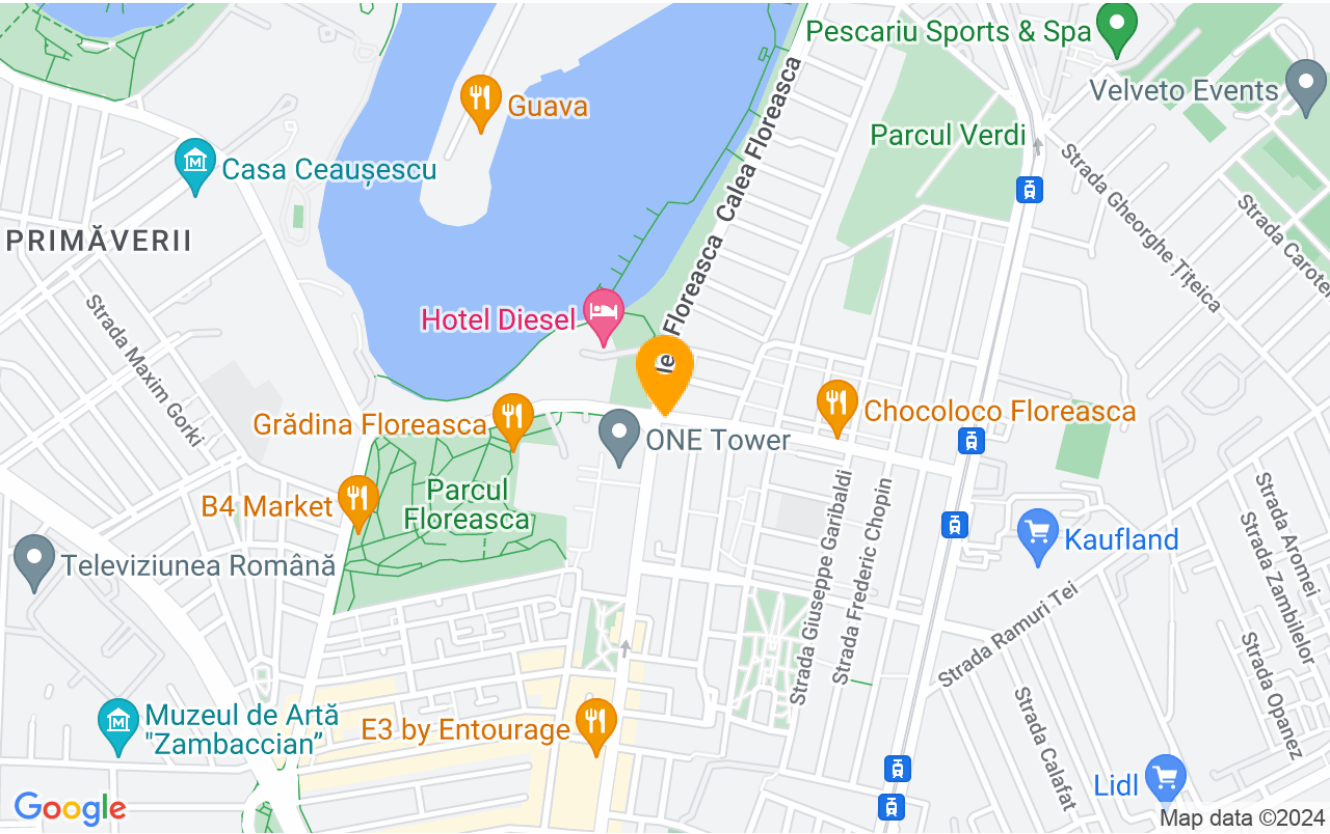 Pescariu Sports & Spa
Velveto Events
Guava
Calea Floreasca
Parcul Verdi
Casa Ceaușescu
Strada Gheorghe Țițeica
Strada Carote
PRIMĂVERII
Floreasca
Hotel Diesel
Strada Maxim Gorki
Chocoloco Floreasca
Grădina Floreasca
ONE Tower
B4 Market
Parcul
Floreasca
Strada Giuseppe Garibaldi
Strada Frederic Chopin
Kaufland
Strada Aromei
Strada Zambilelor
Televiziunea Română
Strada Ramuri Tei
Strada Opanez
Muzeul de Artă
"Zambaccian”
E3 by Entourage
Strada Calafat
Lidl
Google
Map data ©2024